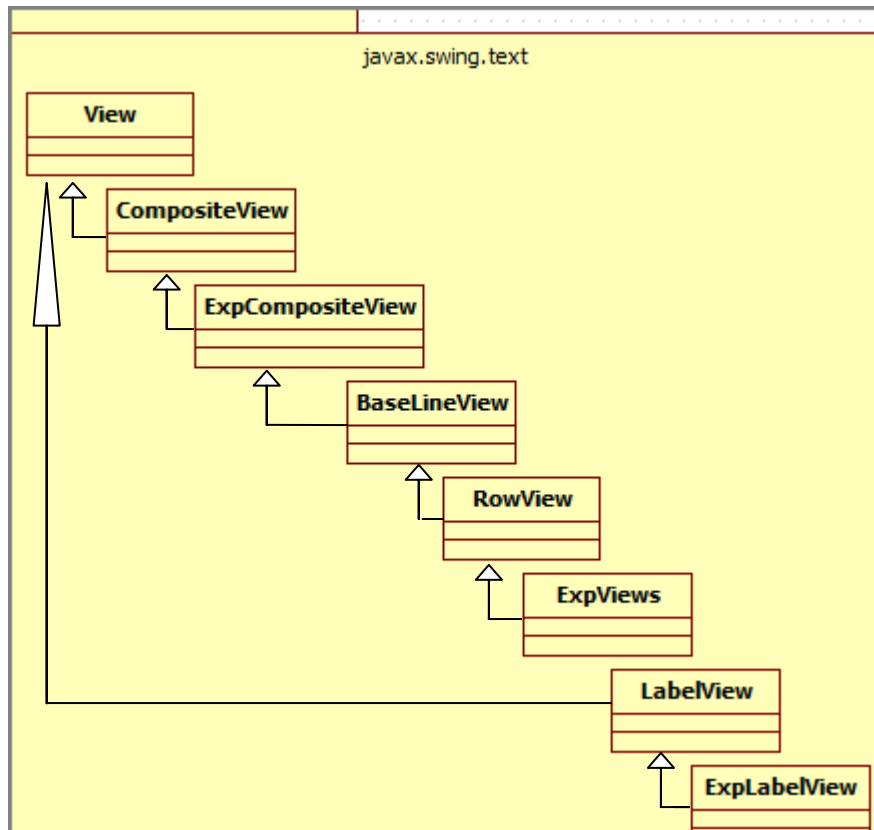 javax.swing.text
View
CompositeView
ExpCompositeView
BaseLineView
RowView
ExpViews
LabelView
ExpLabelView